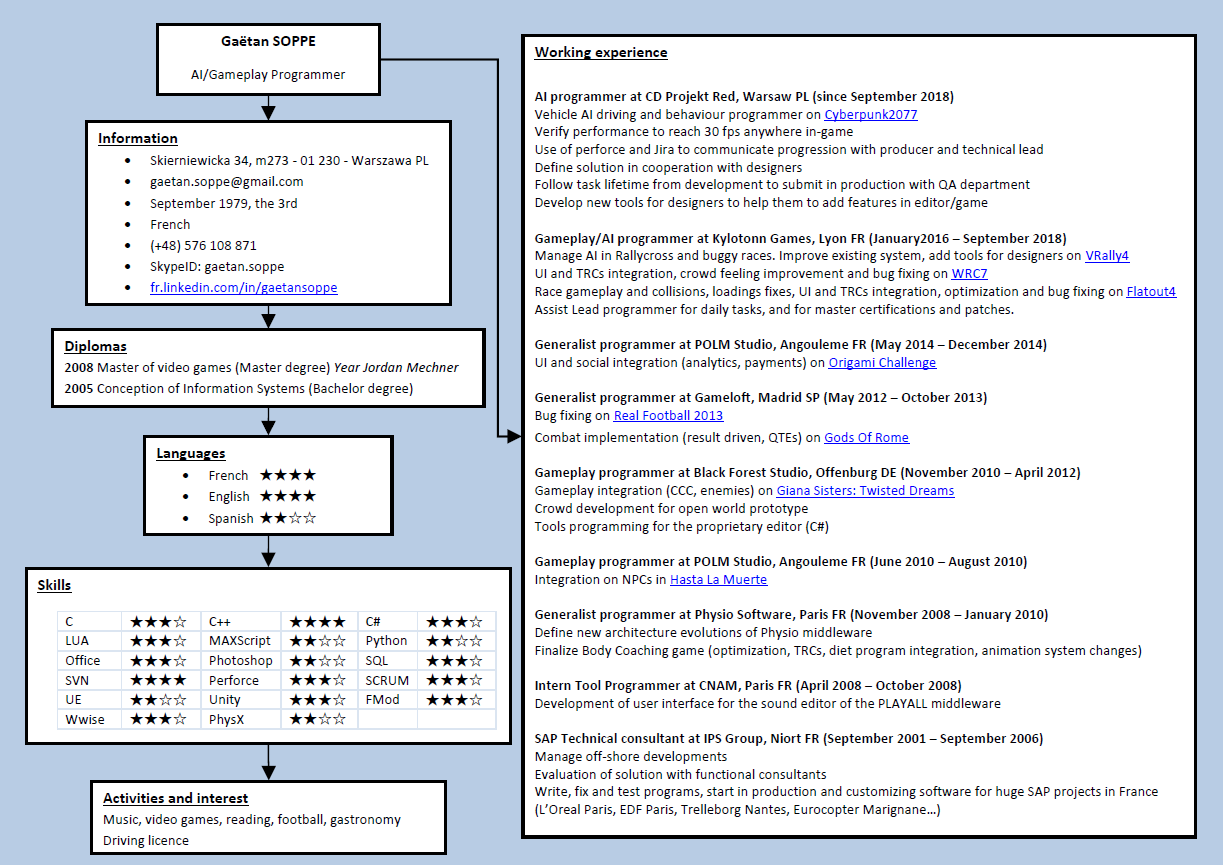 Gaëtan SOPPE
AI/Gameplay Programmer
Information
• Skierniewicka 34, m273 - 01 230 - Warszawa PL
• gaetan.soppe@gmail.com
• September 1979, the 3rd
• French
• (+48) 576 108 871
• SkypeID: gaetan.soppe
• fr.linkedin.com/in/gaetansoppe
Diplomas
2008 Master of video games (Master degree) Year Jordan Mechner
2005 Conception of Information Systems (Bachelor degree)
Languages
• French ★★★★
• English ★★★★
• Spanish ★★☆☆
Skills
C ★★★☆ C++ ★★★★ C# ★★★☆
LUA ★★★☆ MAXScript ★★☆☆ Python ★★☆☆
Office ★★★☆ Photoshop ★★☆☆ SQL ★★★☆
SVN ★★★★ Perforce ★★★☆ SCRUM ★★★☆
UE ★★☆☆ Unity ★★★☆ FMod ★★★☆
Wwise ★★★☆ PhysX ★★☆☆
Activities and interest
Music, video games, reading, football, gastronomy
Driving licence
Working experience
AI programmer at CD Projekt Red, Warsaw PL (since September 2018)
Vehicle AI driving and behaviour programmer on Cyberpunk2077
Verify performance to reach 30 fps anywhere in-game
Use of perforce and Jira to communicate progression with producer and technical lead
Define solution in cooperation with designers
Follow task lifetime from development to submit in production with QA department
Develop new tools for designers to help them to add features in editor/game
Gameplay/AI programmer at Kylotonn Games, Lyon FR (January2016 – September 2018)
Manage AI in Rallycross and buggy races. Improve existing system, add tools for designers on VRally4
UI and TRCs integration, crowd feeling improvement and bug fixing on WRC7
Race gameplay and collisions, loadings fixes, UI and TRCs integration, optimization and bug fixing on Flatout4
Assist Lead programmer for daily tasks, and for master certifications and patches.
Generalist programmer at POLM Studio, Angouleme FR (May 2014 – December 2014)
UI and social integration (analytics, payments) on Origami Challenge
Generalist programmer at Gameloft, Madrid SP (May 2012 – October 2013)
Bug fixing on Real Football 2013
Combat implementation (result driven, QTEs) on Gods Of Rome
Gameplay programmer at Black Forest Studio, Offenburg DE (November 2010 – April 2012)
Gameplay integration (CCC, enemies) on Giana Sisters: Twisted Dreams
Crowd development for open world prototype
Tools programming for the proprietary editor (C#)
Gameplay programmer at POLM Studio, Angouleme FR (June 2010 – August 2010)
Integration on NPCs in Hasta La Muerte
Generalist programmer at Physio Software, Paris FR (November 2008 – January 2010)
Define new architecture evolutions of Physio middleware
Finalize Body Coaching game (optimization, TRCs, diet program integration, animation system changes)
Intern Tool Programmer at CNAM, Paris FR (April 2008 – October 2008)
Development of user interface for the sound editor of the PLAYALL middleware
SAP Technical consultant at IPS Group, Niort FR (September 2001 – September 2006)
Manage off-shore developments
Evaluation of solution with functional consultants
Write, fix and test programs, start in production and customizing software for huge SAP projects in France
(L'Oreal Paris, EDF Paris, Trelleborg Nantes, Eurocopter Marignane…)